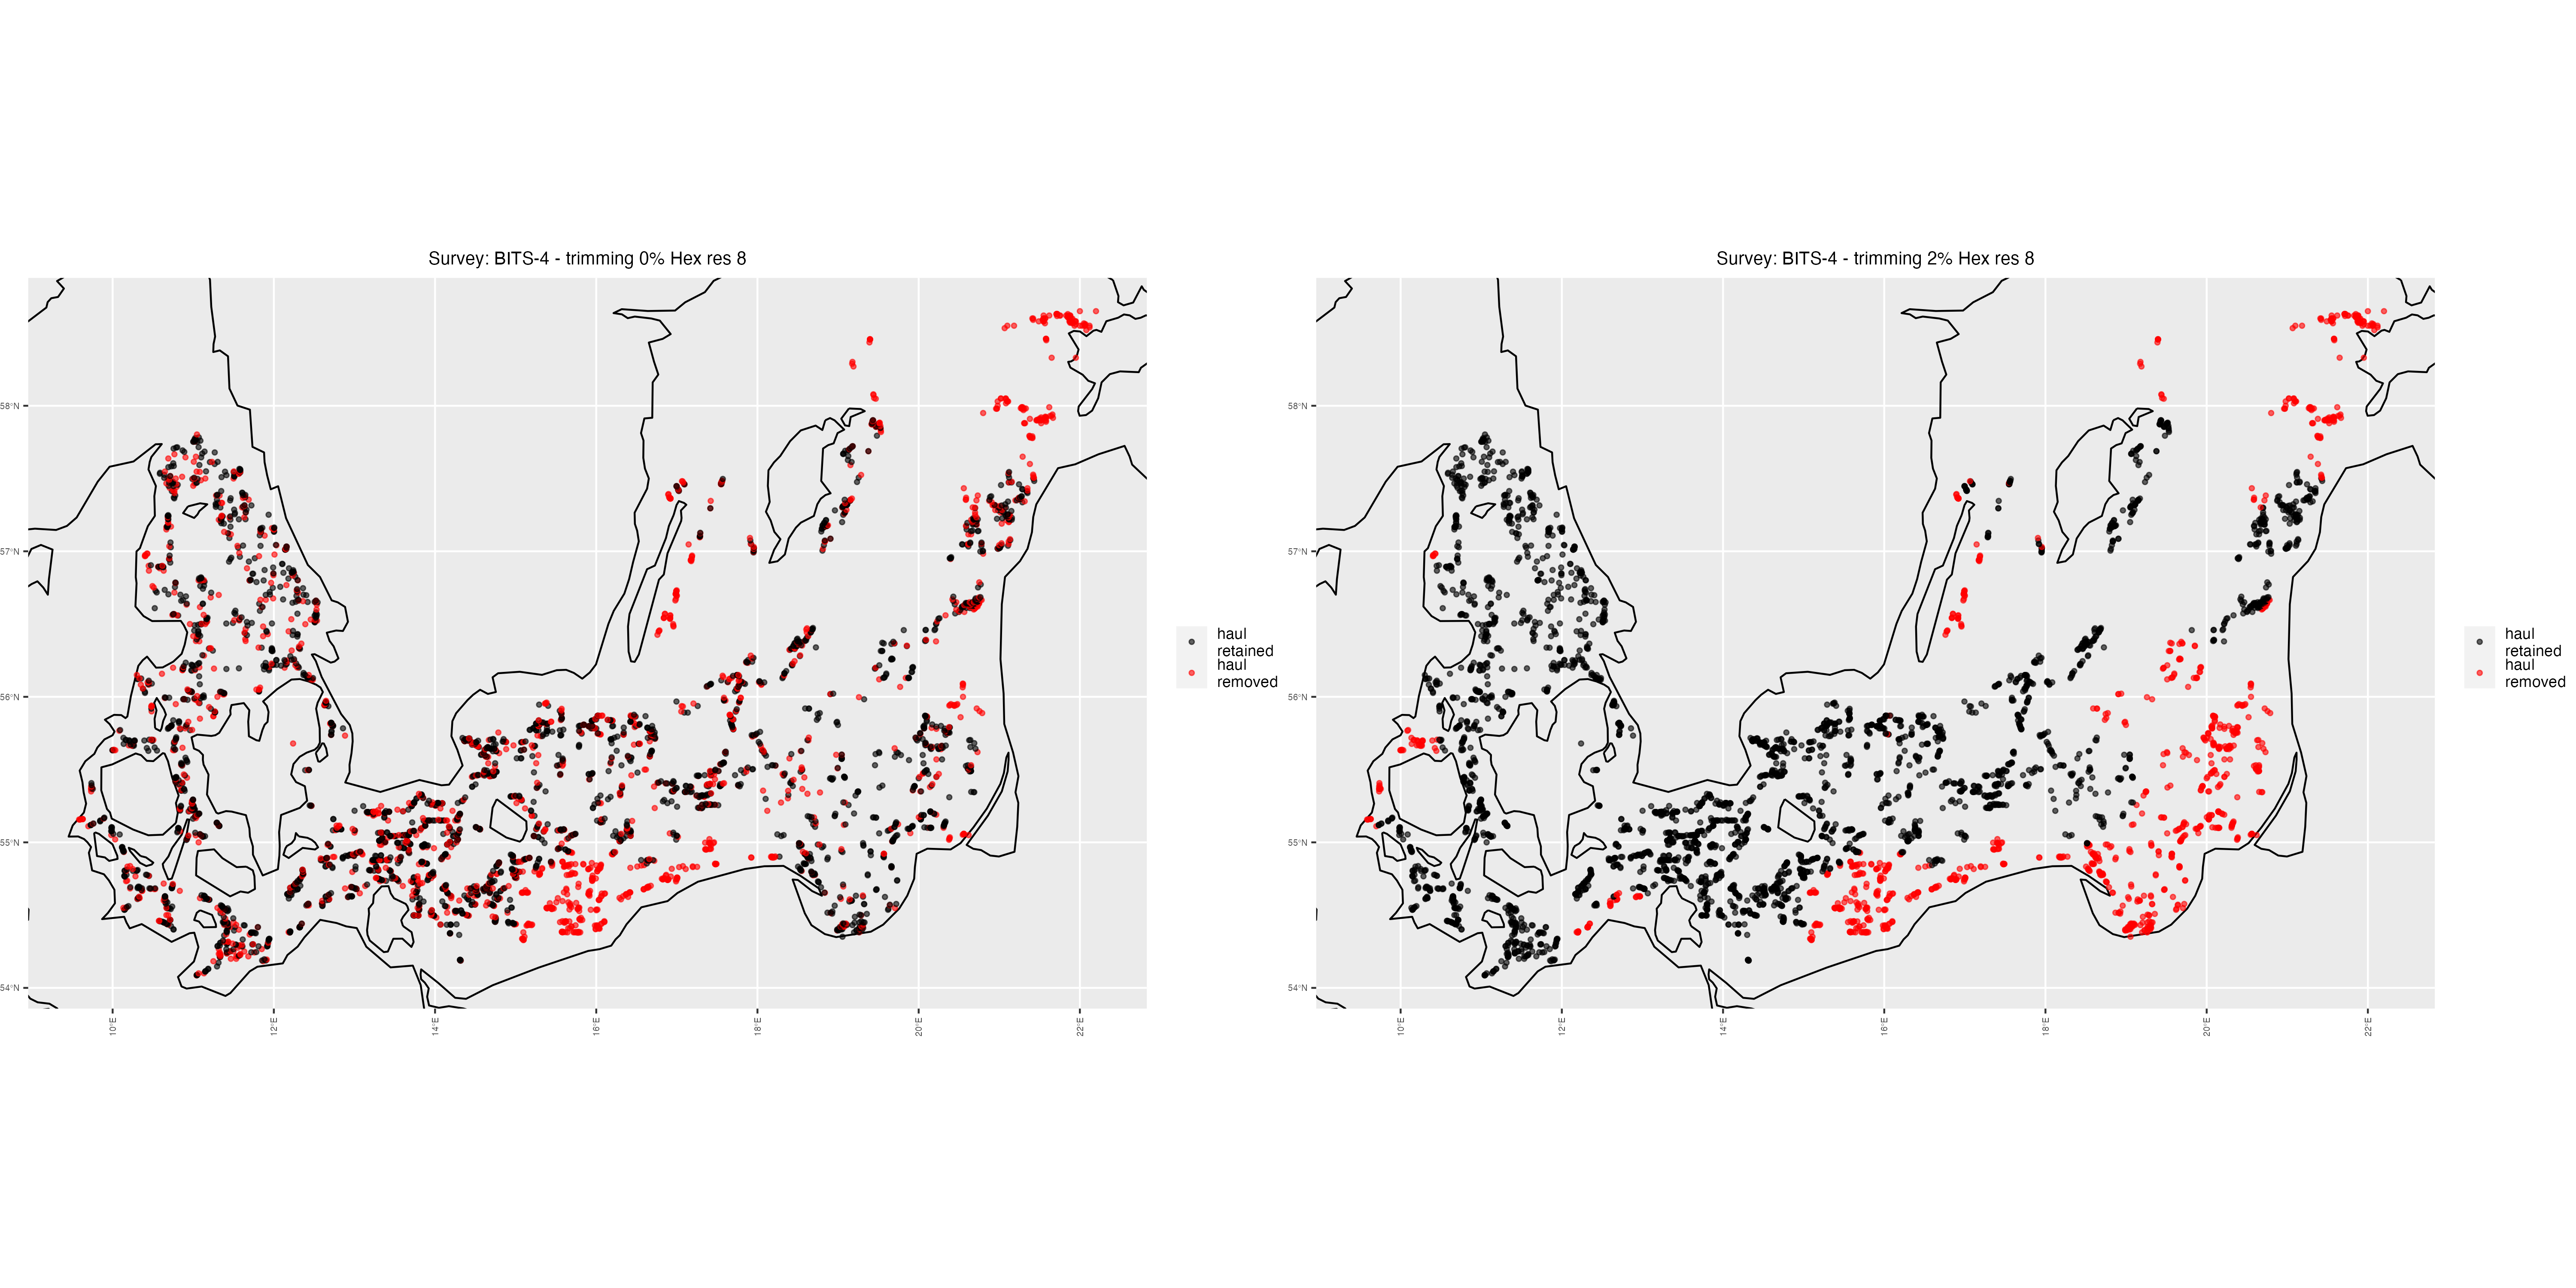 Survey: BITS-4 - trimming 0% Hex res 8
58°N
57°N
56°N
55°N
54°N
10°E
12°E
14°E
16°E
18°E
20°E
22°E
haul
retained
haul
removed
Survey: BITS-4 - trimming 2% Hex res 8
58°N
57°N
56°N
55°N
54°N
10°E
12°E
14°E
16°E
18°E
20°E
22°E
haul
retained
haul
removed